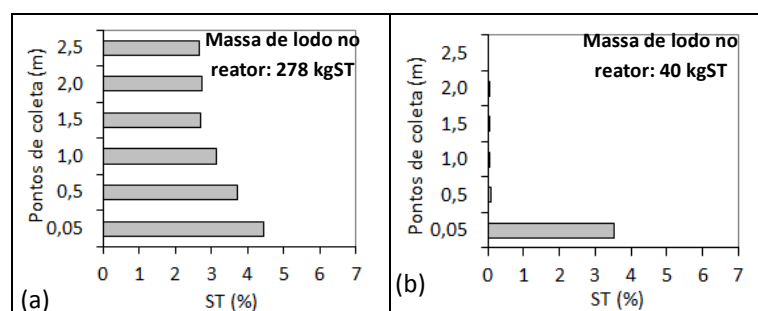 Massa de lodo no
reator: 278 kgST
Pontos de coleta (m)
2,5
2,0
1,5
1,0
0,5
0,05
0 1 2 3 4 5 6 7
ST (%)
(a)
Massa de lodo no
reator: 40 kgST
Pontos de coleta (m)
2,0
1,5
1,0
0,5
0,05
0 1 2 3 4 5 6 7
ST (%)
(b)